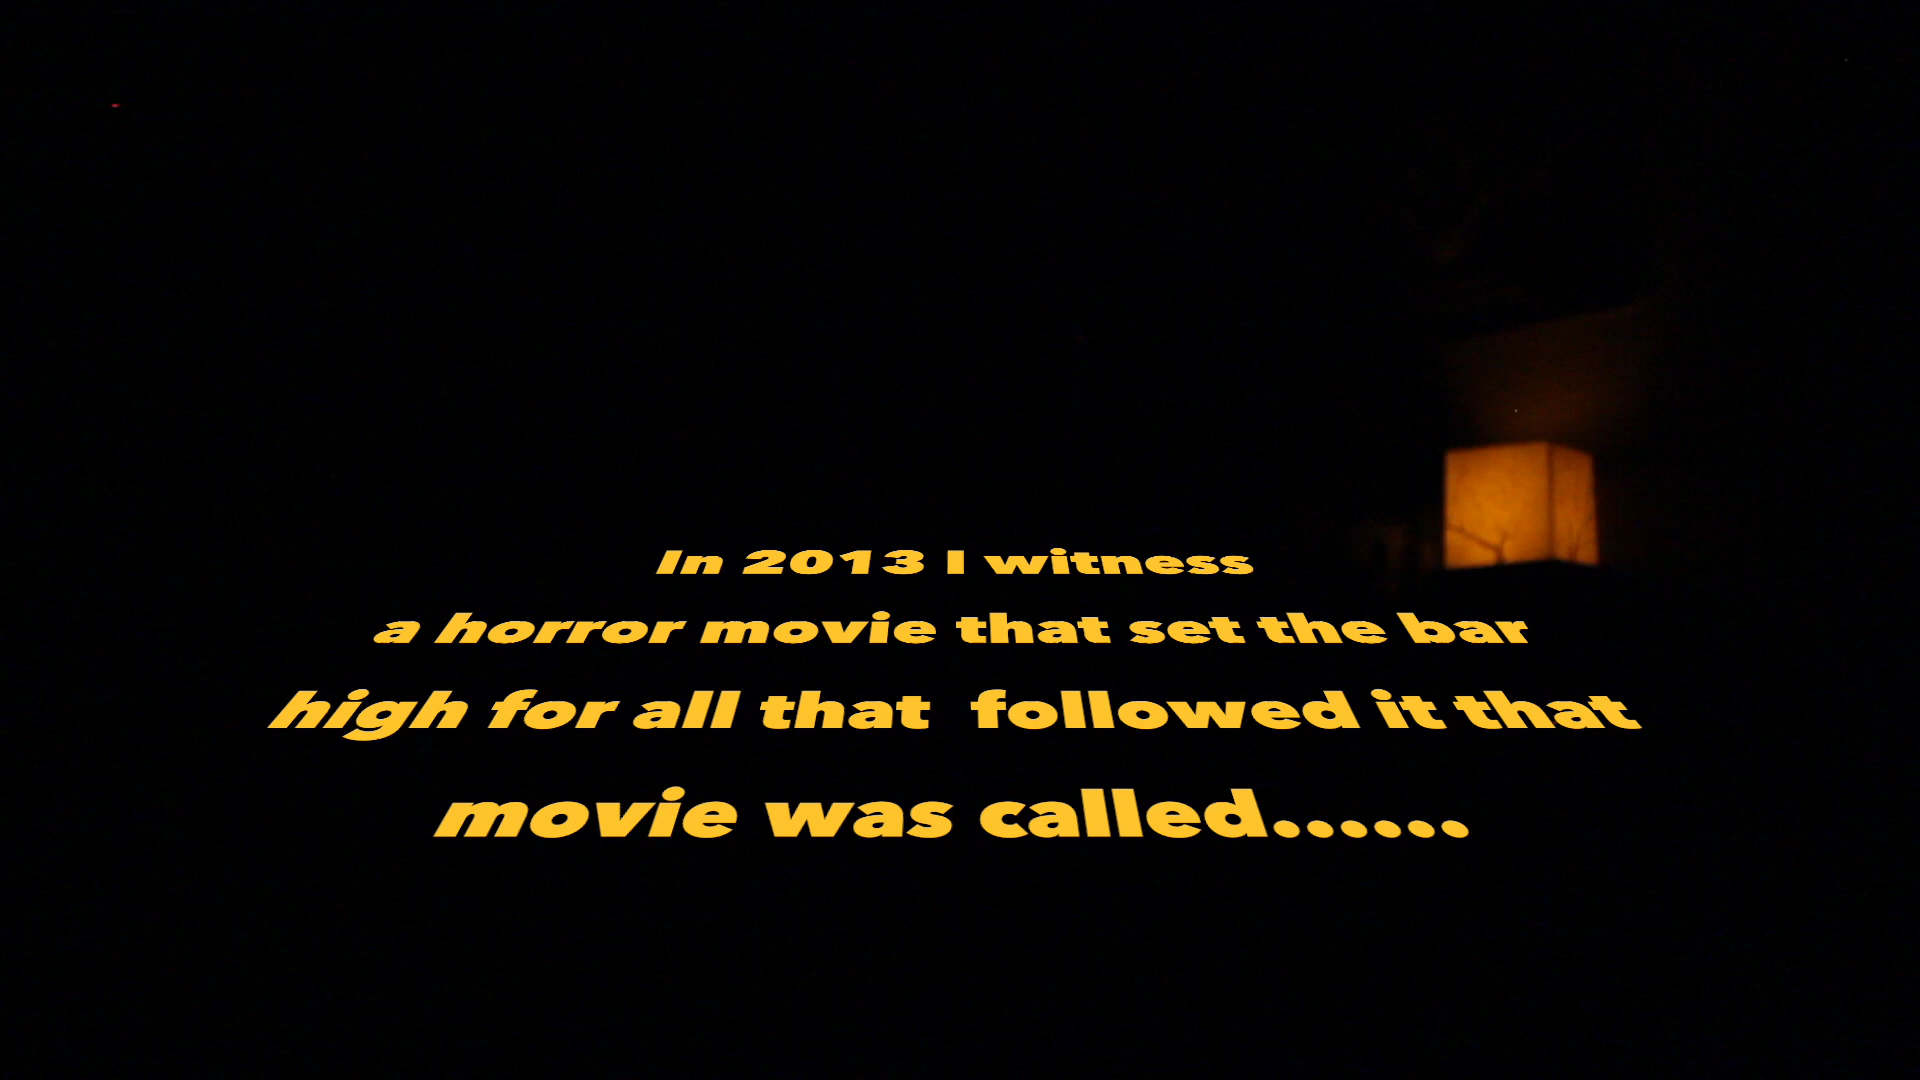 In 2013 I witness
a horror movie that set the bar
high for all that  followed it that
movie was called......